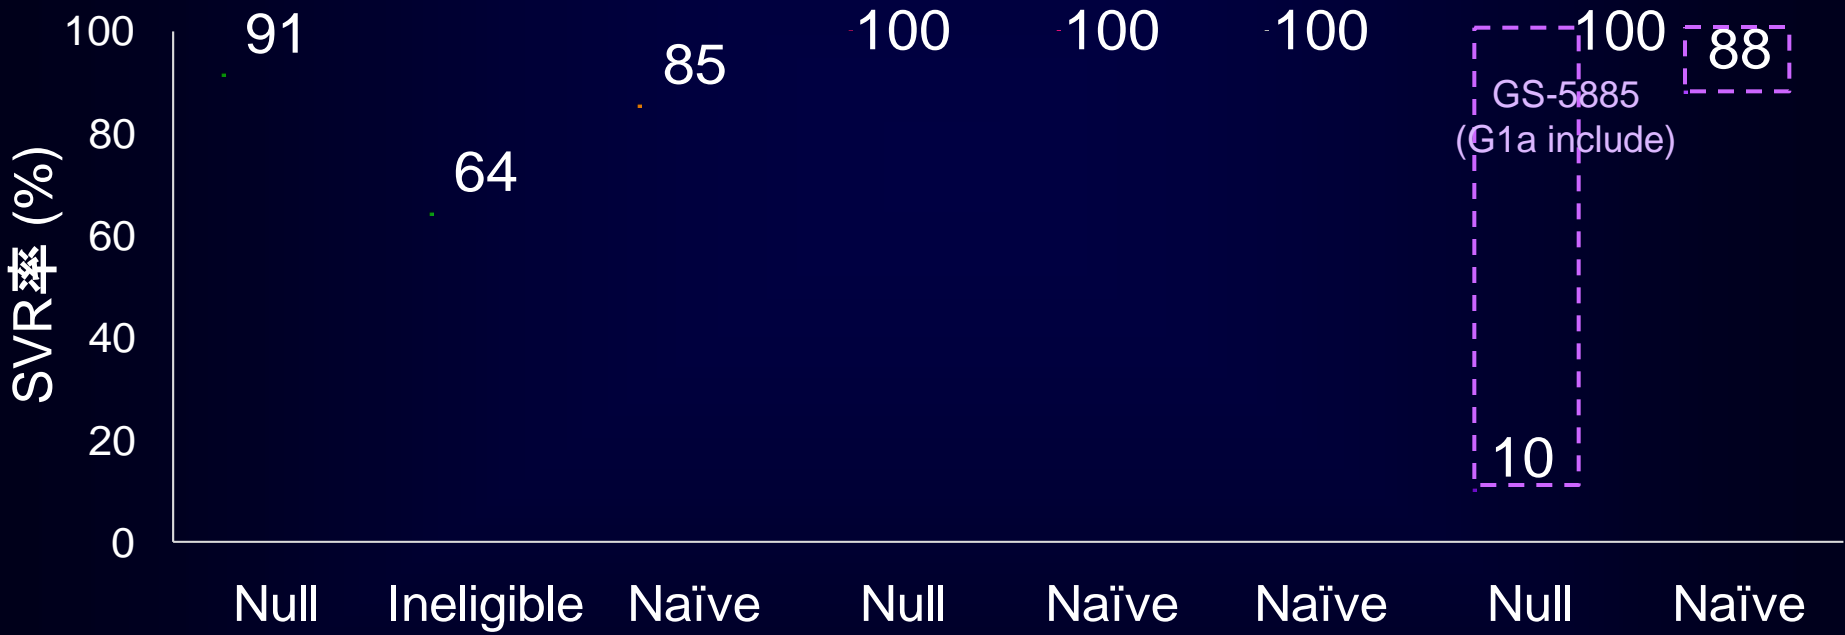 SVR率 (%)
100
80
60
40
20
0
91
64
85
100
100
100
10
100
88
GS-5885
(G1a include)
Null
Ineligible
Naïve
Null
Naïve
Naïve
Null
Naïve